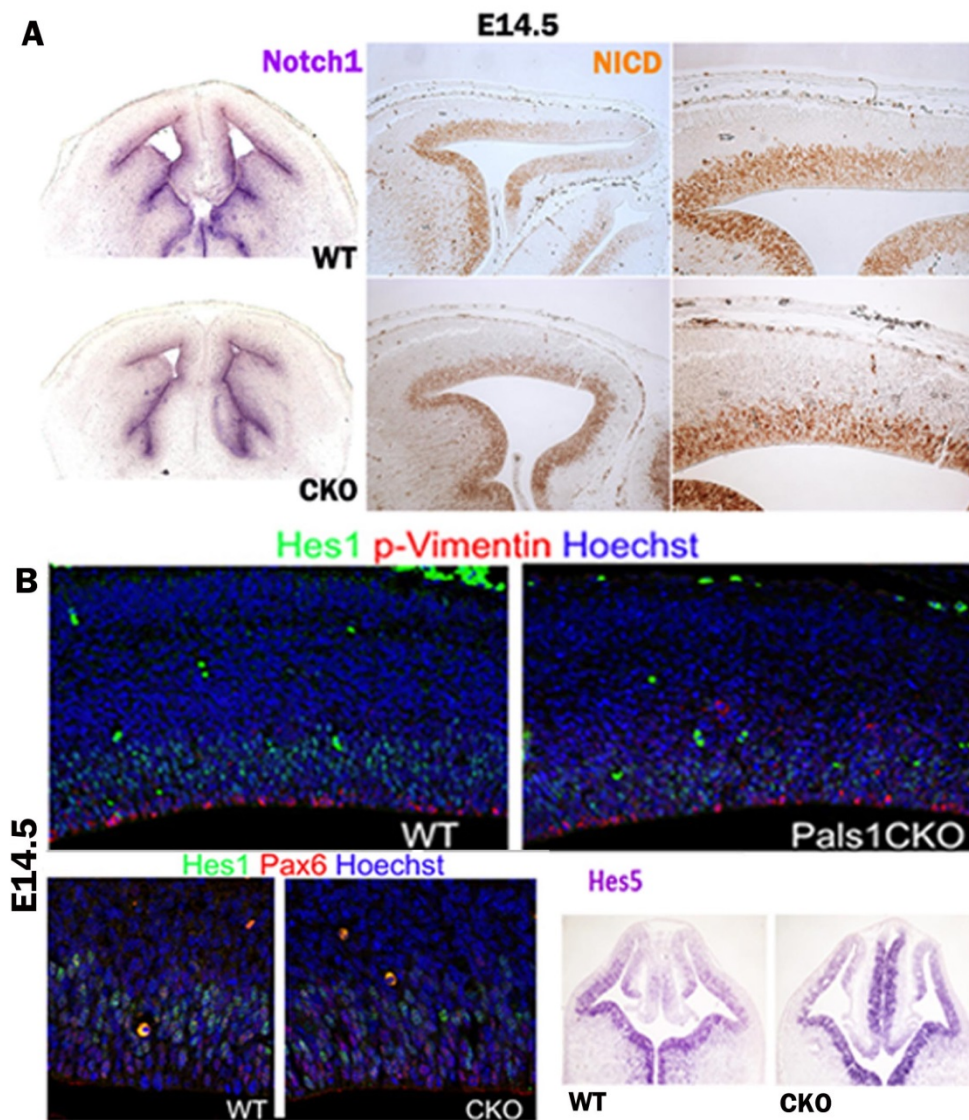 A
E14.5
Notch1
NICD
WT
CKO
Hes1 p-Vimentin Hoechst
B
WT
Pals1CKO
E14.5
Hes1 Pax6 Hoechst
Hes5
WT
CKO
WT
CKO